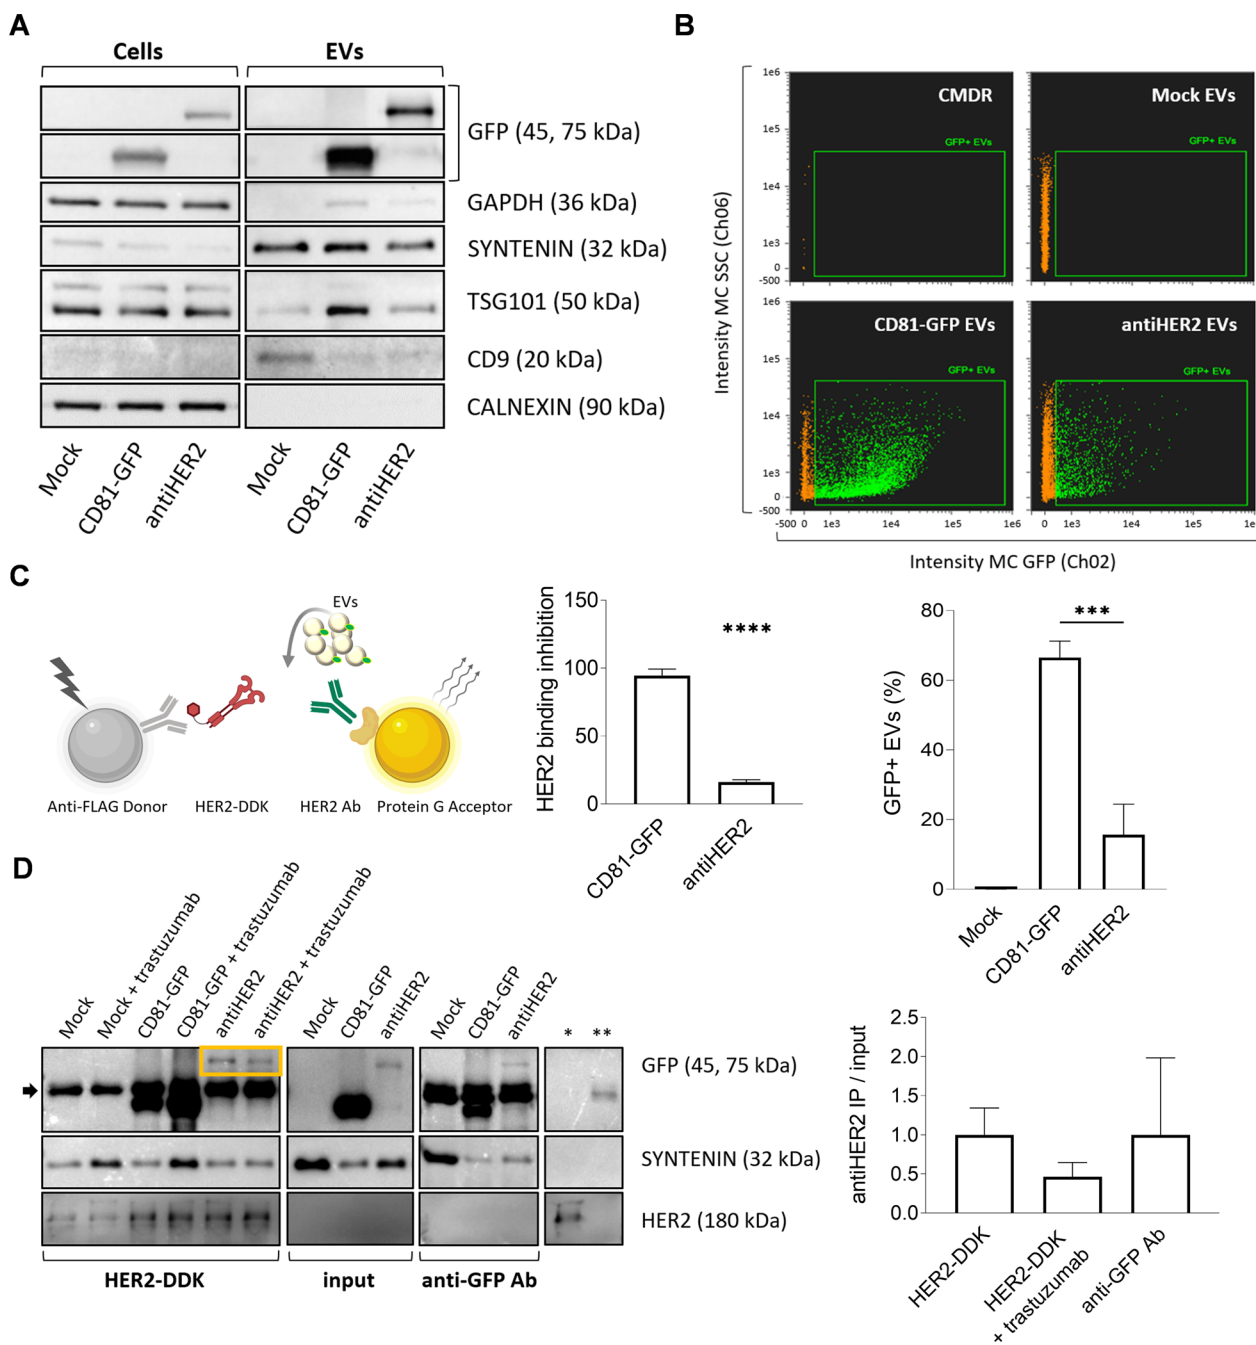 A
Cells
EVs
GFP (45, 75 kDa)
GAPDH (36 kDa)
SYNTENIN (32 kDa)
TSG101 (50 kDa)
CD9 (20 kDa)
CALNEXIN (90 kDa)
Mock
CD81-GFP
antiHER2
Mock
CD81-GFP
antiHER2
B
Intensity MC SSC (Ch06)
1e6
1e5
1e4
1e3
0
-500
CMDR
GFP+ EVs
Mock EVs
GFP+ EVs
1e6
1e5
1e4
1e3
0
-500
CD81-GFP EVs
GFP+ EVs
antiHER2 EVs
GFP+ EVs
-500 0 1e3 1e4 1e5 1e6
0 1e3 1e4 1e5 1e
Intensity MC GFP (Ch02)
C
EVs
Anti-FLAG Donor
HER2-DDK
HER2 Ab
Protein G Acceptor
HER2 binding inhibition
150
100
50
0
****
CD81-GFP
antiHER2
GFP+ EVs (%)
80
60
40
20
0
***
Mock
CD81-GFP
antiHER2
D
Mock
Mock + trastuzumab
CD81-GFP
CD81-GFP + trastuzumab
antiHER2
antiHER2 + trastuzumab
Mock
CD81-GFP
antiHER2
Mock
CD81-GFP
antiHER2
*
**
GFP (45, 75 kDa)
SYNTENIN (32 kDa)
HER2 (180 kDa)
HER2-DDK
input
anti-GFP Ab
antiHER2 IP / input
2.5
2.0
1.5
1.0
0.5
0.0
HER2-DDK
HER2-DDK
+ trastuzumab
anti-GFP Ab